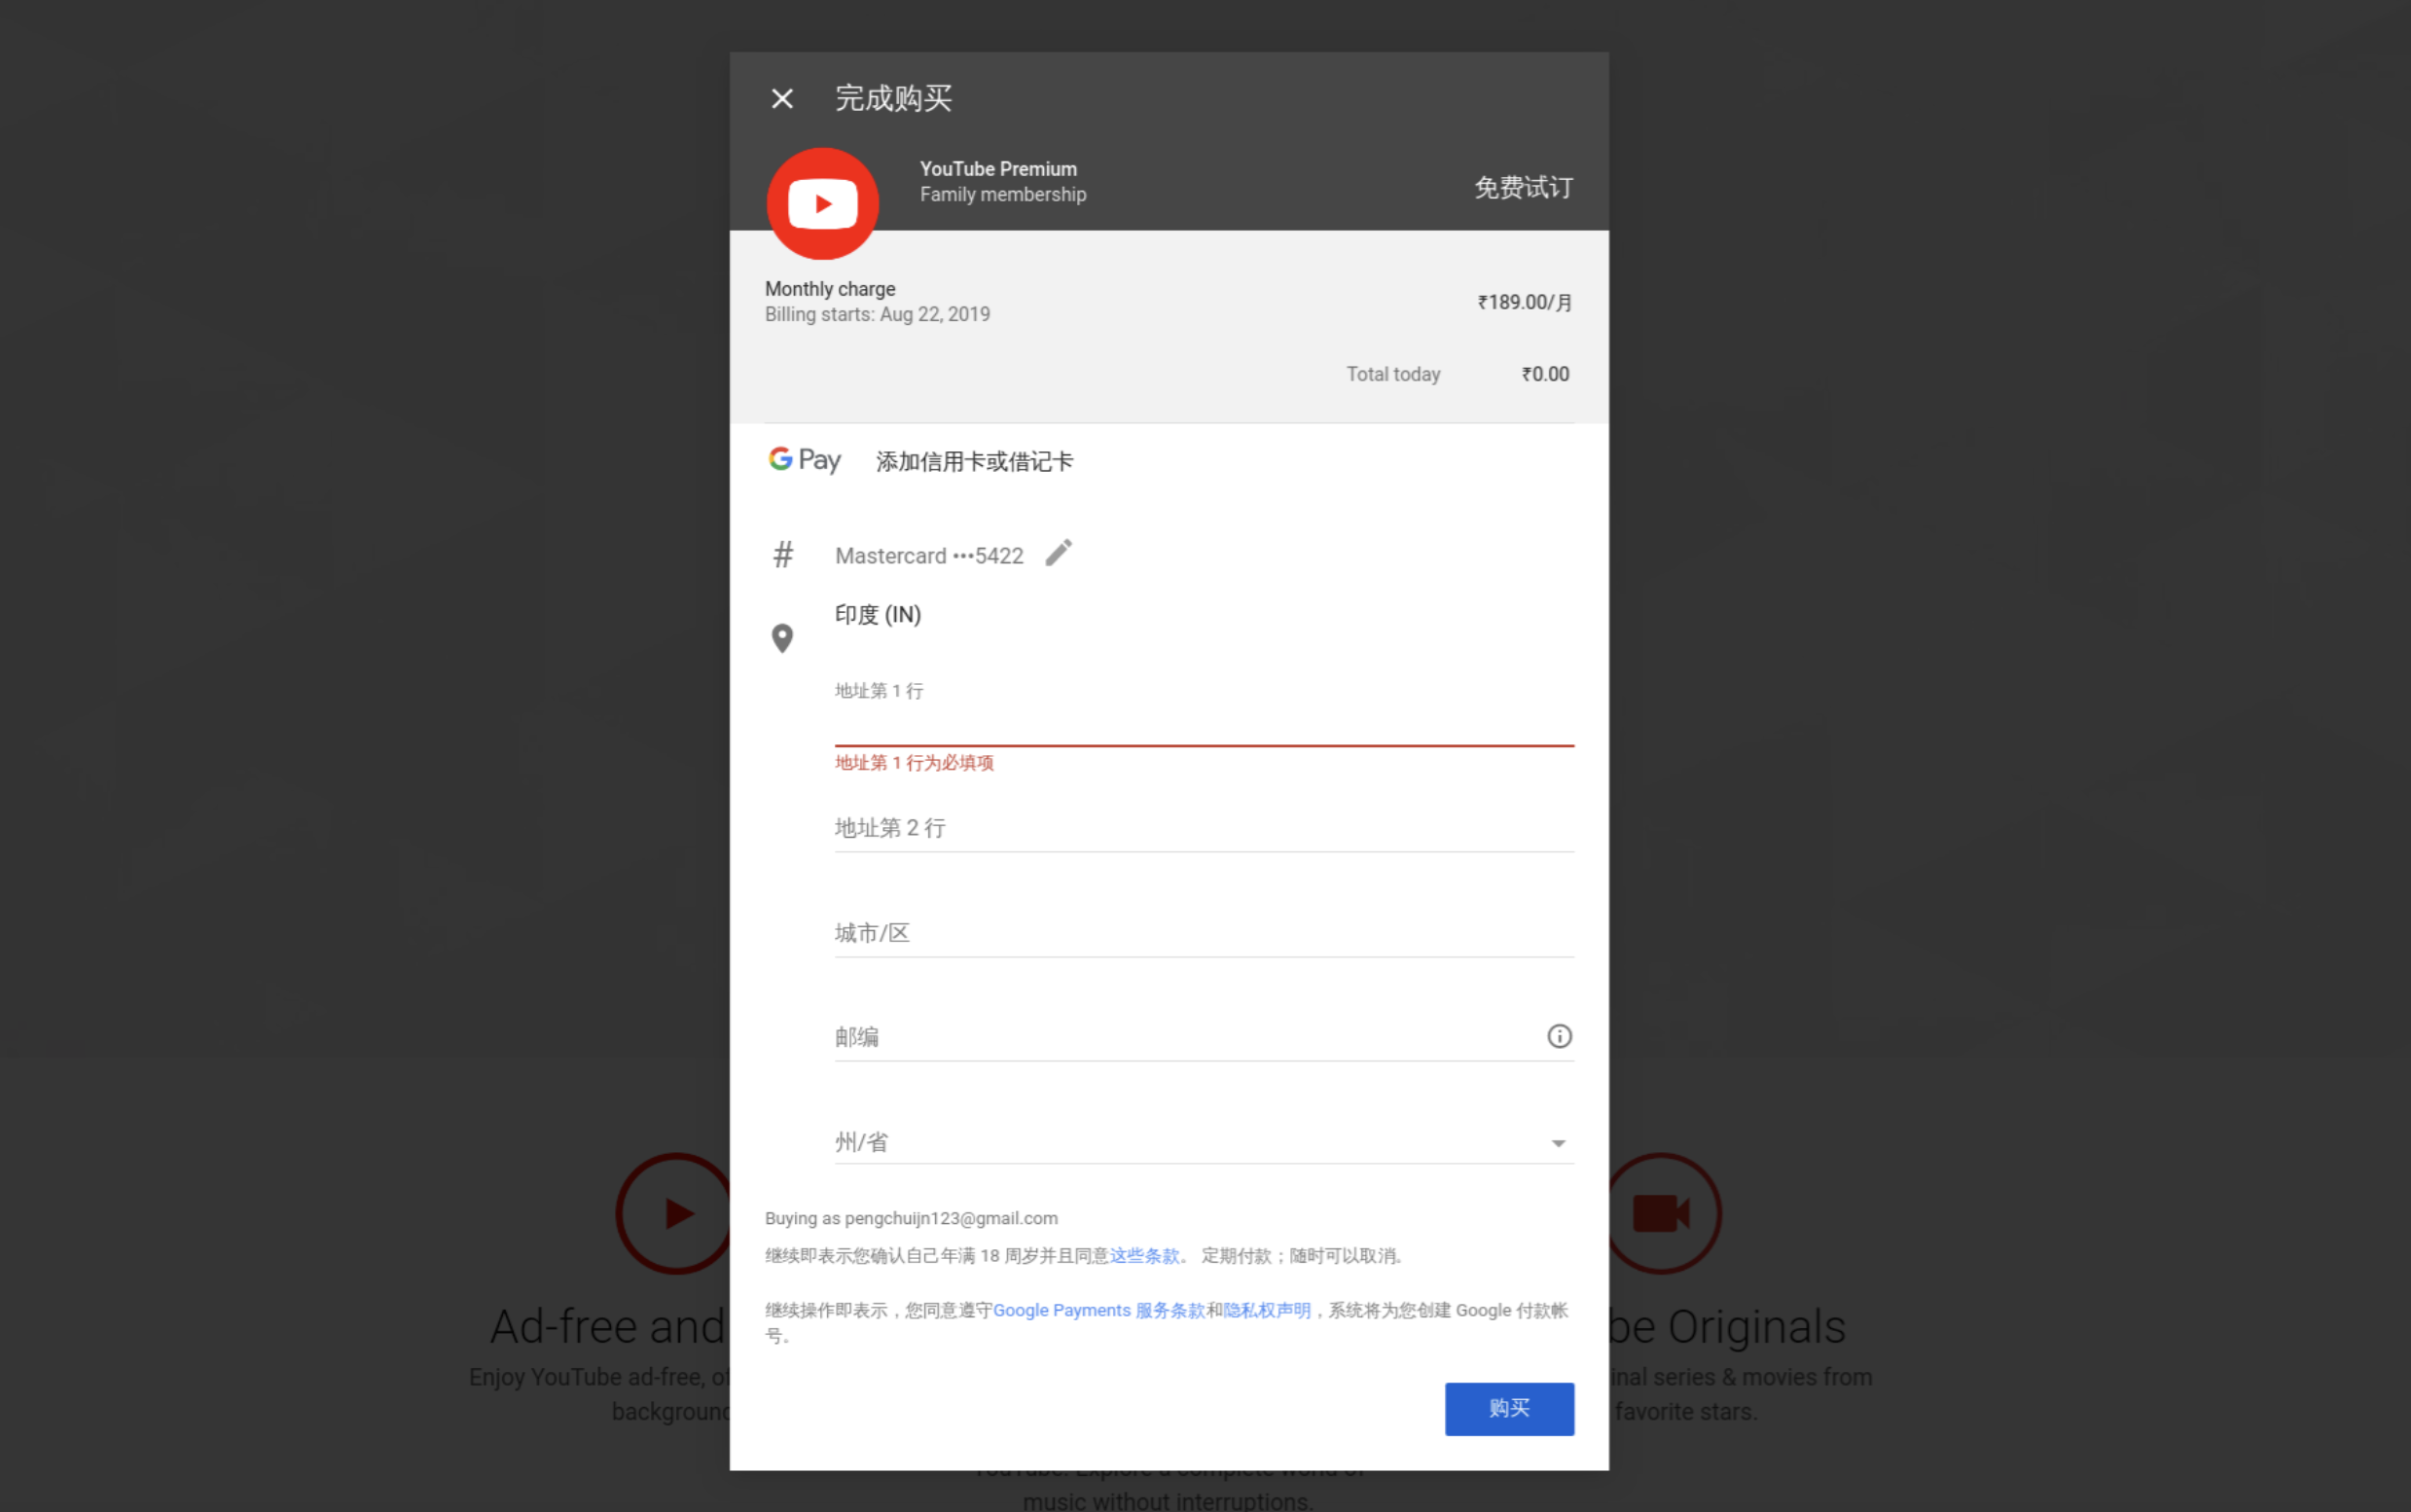 完成购买
YouTube Premium
Family membership
免费试订
Monthly charge
Billing starts: Aug 22, 2019
₹189.00/月
Total today ₹0.00
G Pay 添加信用卡或借记卡
# Mastercard •••5422
印度 (IN)
地址第 1 行
地址第 1 行为必填项
地址第 2 行
城市/区
邮编
州/省
Buying as pengchuijn123@gmail.com
继续即表示您确认自己年满 18 周岁并且同意这些条款。 定期付款；随时可以取消。
继续操作即表示，您同意遵守Google Payments 服务条款和隐私权声明，系统将为您创建 Google 付款帐
号。
购买
Ad-free and
Enjoy YouTube ad-free, of
background
be Originals
inal series & movies from
favorite stars.
YouTube. Explore a complete world of
music without interruptions.